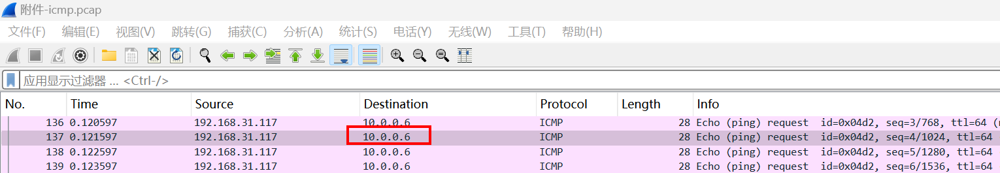 附件-icmp.pcap
文件(F) 编辑(E) 视图(V) 跳转(G) 捕获(C) 分析(A) 统计(S) 电话(Y) 无线(W) 工具(T) 帮助(H)
应用显示过滤器 … <Ctrl-/>
No. Time Source Destination Protocol Length Info
136 0.120597 192.168.31.117 10.0.0.6 ICMP 28 Echo (ping) request id=0x04d2, seq=3/768, ttl=64 (
137 0.121597 192.168.31.117 10.0.0.6 ICMP 28 Echo (ping) request id=0x04d2, seq=4/1024, ttl=64
138 0.122597 192.168.31.117 10.0.0.6 ICMP 28 Echo (ping) request id=0x04d2, seq=5/1280, ttl=64
139 0.123597 192.168.31.117 10.0.0.6 ICMP 28 Echo (ping) request id=0x04d2, seq=6/1536, ttl=64